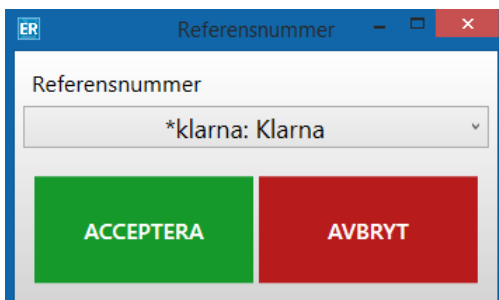 ER Referensnummer
Referensnummer
*klarna: Klarna
ACCEPTERA AVBRYT